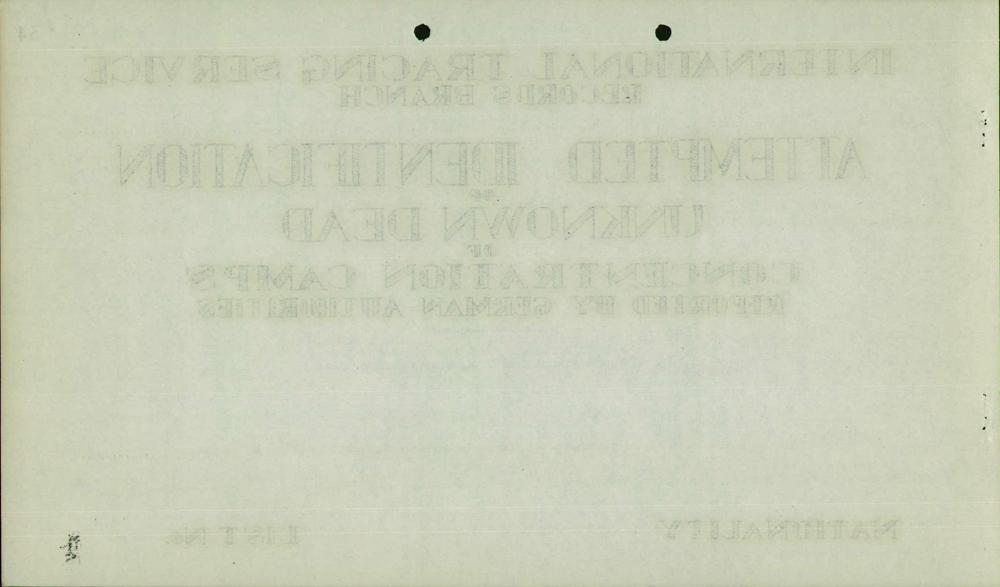 54
INTERNATIONAL TRACING SERVICE
RECORDS BRANCH
ATTEMPTED IDENTIFICATION
OF
UNKNOWN DEAD
OF
CONCENTRATION CAMPS
REPORTED BY GERMAN AUTHORITIES
NATIONALITY LIST No.